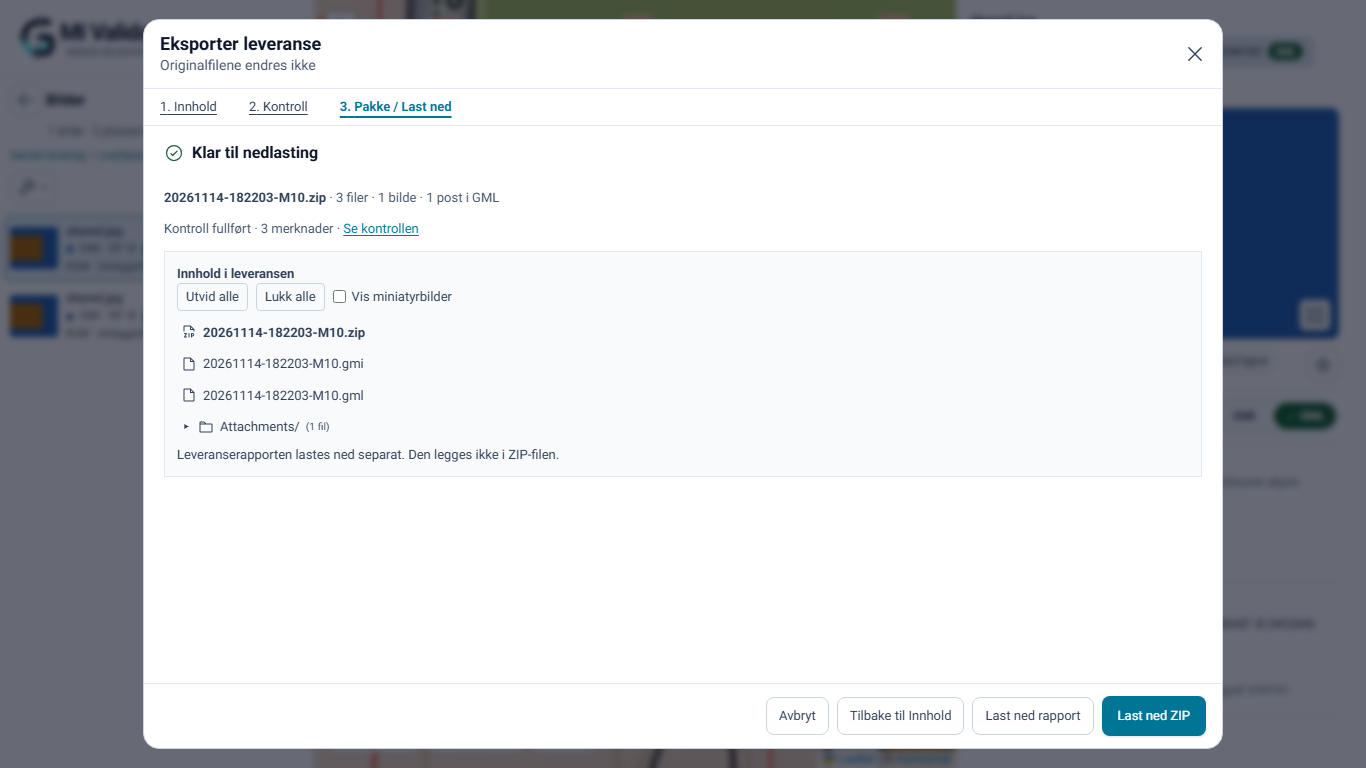 Eksporter leveranse
Originalfilene endres ikke
1. Innhold 2. Kontroll 3. Pakke / Last ned
Klar til nedlasting
20261114-182203-M10.zip · 3 filer · 1 bilde · 1 post i GML
Kontroll fullført · 3 merknader · Se kontrollen
Innhold i leveransen
Utvid alle Lukk alle Vis miniatyrbilder
20261114-182203-M10.zip
20261114-182203-M10.gmi
20261114-182203-M10.gml
Attachments/ (1 fil)
Leveranserapporten lastes ned separat. Den legges ikke i ZIP-filen.
Avbryt Tilbake til Innhold Last ned rapport Last ned ZIP
Bilder